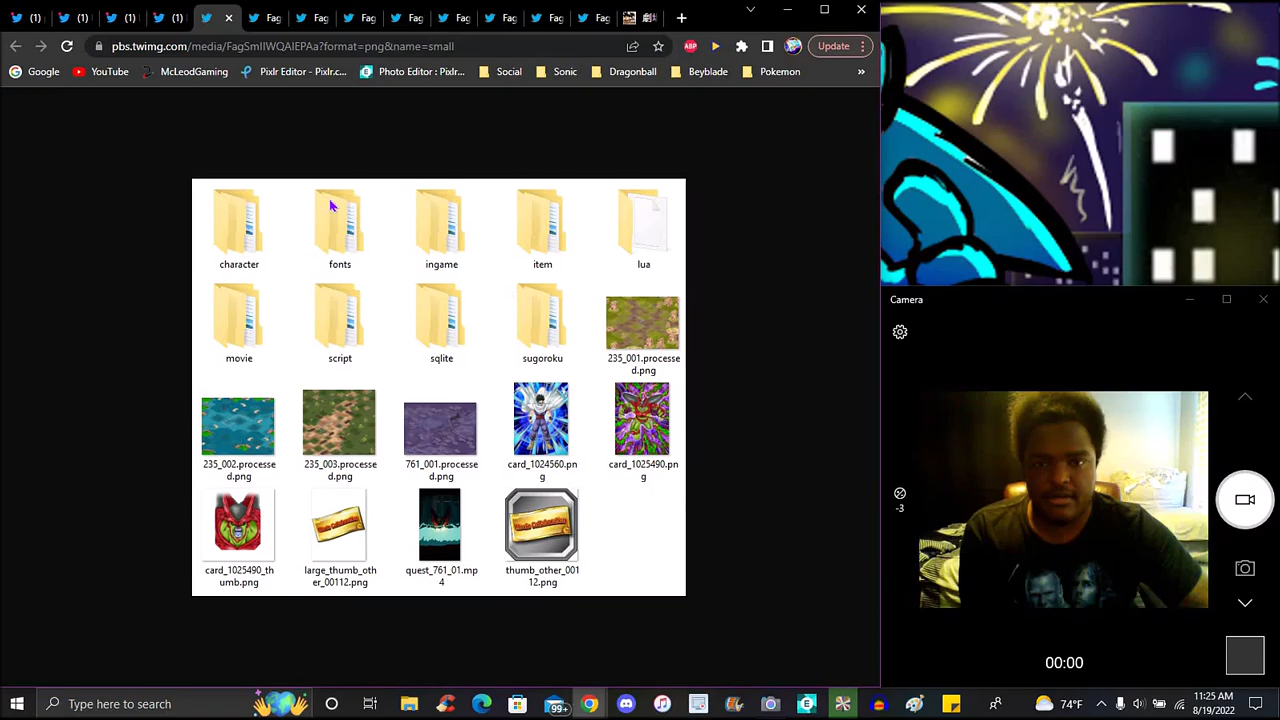 (1)
(1)
(1)
(1)
Fag
Fag
Fag
Fag
Fag
Fag
Fag
Fag
pbs.twimg.com/media/FagSmIIWQAIEPAa?format=png&name=small
ABP
Update
Google
YouTube
McLeodGaming
Pixlr Editor - Pixlr.c...
Photo Editor : Pixlr...
Social
Sonic
Dragonball
Beyblade
Pokemon
»
character
fonts
ingame
item
lua
movie
script
sqlite
sugoroku
235_001.processe
d.png
235_002.processe
d.png
235_003.processe
d.png
761_001.processe
d.png
card_1024560.pn
g
card_1025490.pn
g
card_1025490_th
umb.png
large_thumb_oth
er_00112.png
quest_761_01.mp
4
thumb_other_001
12.png
Camera
-3
00:00
Type here to search
99+
74°F
11:25 AM
8/19/2022